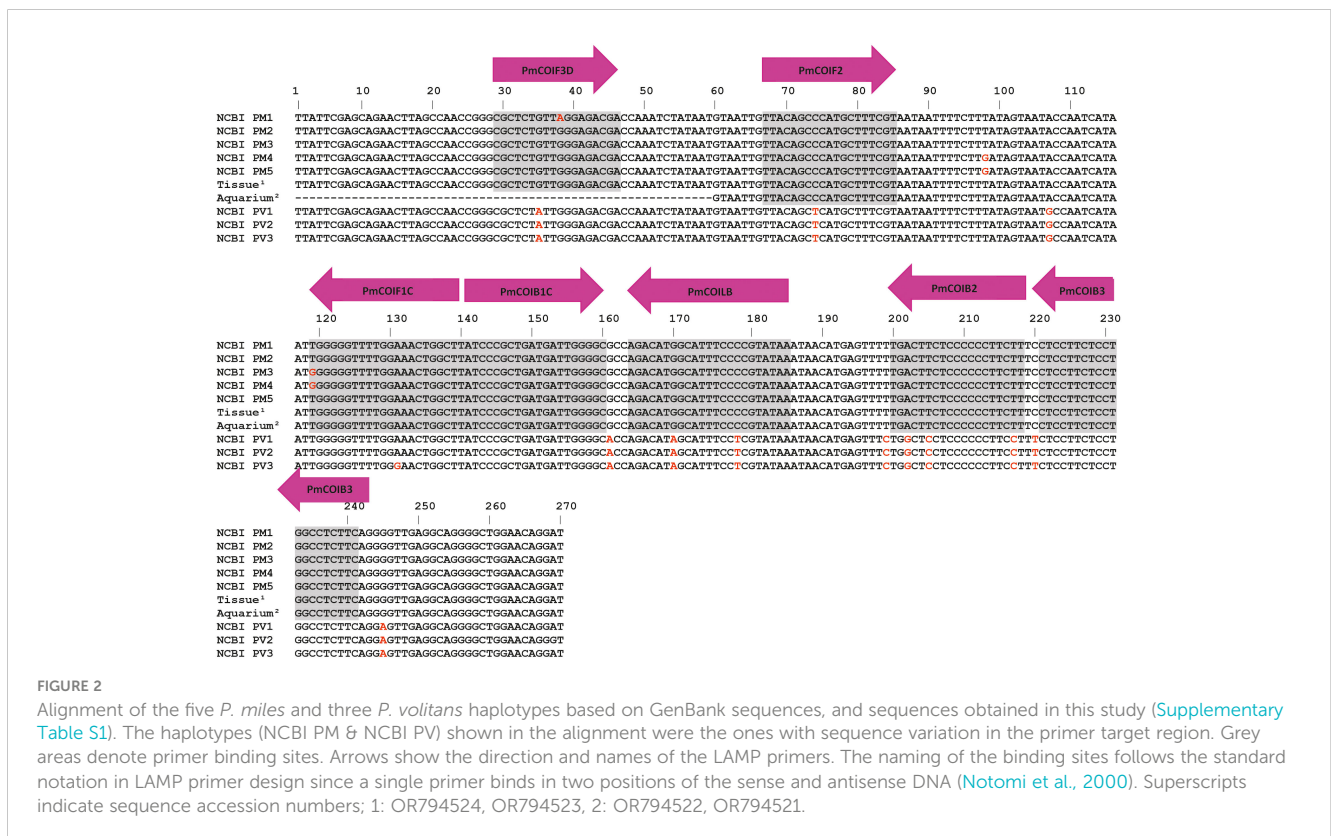 PmCOIF3D PmCOIF2
1 10 20 30 40 50 60 70 80 90 100 110
NCBI PM1 TTATTCGAGCAGAACTTAGCCAACCGGGCGCTCTGTTAGGAGACGACCAAATCTATAATGTAATTGTTACAGCCCATGCTTTCGTAATAATTTTCTTTATAGTAATACCAATCATA
NCBI PM2 TTATTCGAGCAGAACTTAGCCAACCGGGCGCTCTGTTGGGAGACGACCAAATCTATAATGTAATTGTTACAGCCCATGCTTTCGTAATAATTTTCTTTATAGTAATACCAATCATA
NCBI PM3 TTATTCGAGCAGAACTTAGCCAACCGGGCGCTCTGTTGGGAGACGACCAAATCTATAATGTAATTGTTACAGCCCATGCTTTCGTAATAATTTTCTTTATAGTAATACCAATCATA
NCBI PM4 TTATTCGAGCAGAACTTAGCCAACCGGGCGCTCTGTTGGGAGACGACCAAATCTATAATGTAATTGTTACAGCCCATGCTTTCGTAATAATTTTCTTGATAGTAATACCAATCATA
NCBI PM5 TTATTCGAGCAGAACTTAGCCAACCGGGCGCTCTGTTGGGAGACGACCAAATCTATAATGTAATTGTTACAGCCCATGCTTTCGTAATAATTTTCTTTATAGTAATACCAATCATA
Tissue¹ TTATTCGAGCAGAACTTAGCCAACCGGGCGCTCTGTTGGGAGACGACCAAATCTATAATGTAATTGTTACAGCCCATGCTTTCGTAATAATTTTCTTTATAGTAATACCAATCATA
Aquarium² -----------------------------------------------------------GTAATTGTTACAGCCCATGCTTTCGTAATAATTTTCTTTATAGTAATACCAATCATA
NCBI PV1 TTATTCGAGCAGAACTTAGCCAACCGGGCGCTCTATTGGGAGACGACCAAATCTATAATGTAATTGTTACAGCTCATGCTTTCGTAATAATTTTCTTTATAGTAATGCCAATCATA
NCBI PV2 TTATTCGAGCAGAACTTAGCCAACCGGGCGCTCTATTGGGAGACGACCAAATCTATAATGTAATTGTTACAGCTCATGCTTTCGTAATAATTTTCTTTATAGTAATGCCAATCATA
NCBI PV3 TTATTCGAGCAGAACTTAGCCAACCGGGCGCTCTATTGGGAGACGACCAAATCTATAATGTAATTGTTACAGCTCATGCTTTCGTAATAATTTTCTTTATAGTAATGCCAATCATA
PmCOIF1C PmCOIB1C PmCOILB PmCOIB2 PmCOIB3
120 130 140 150 160 170 180 190 200 210 220 230
NCBI PM1 ATTGGGGGTTTTGGAAACTGGCTTATCCCGCTGATGATTGGGGCGCCAGACATGGCATTTCCCCGTATAAATAACATGAGTTTTTGACTTCTCCCCCCTTCTTTCCTCCTTCTCCT
NCBI PM2 ATTGGGGGTTTTGGAAACTGGCTTATCCCGCTGATGATTGGGGCGCCAGACATGGCATTTCCCCGTATAAATAACATGAGTTTTTGACTTCTCCCCCCTTCTTTCCTCCTTCTCCT
NCBI PM3 ATGGGGGGTTTTGGAAACTGGCTTATCCCGCTGATGATTGGGGCGCCAGACATGGCATTTCCCCGTATAAATAACATGAGTTTTTGACTTCTCCCCCCTTCTTTCCTCCTTCTCCT
NCBI PM4 ATGGGGGGTTTTGGAAACTGGCTTATCCCGCTGATGATTGGGGCGCCAGACATGGCATTTCCCCGTATAAATAACATGAGTTTTTGACTTCTCCCCCCTTCTTTCCTCCTTCTCCT
NCBI PM5 ATTGGGGGTTTTGGAAACTGGCTTATCCCGCTGATGATTGGGGCGCCAGACATGGCATTTCCCCGTATAAATAACATGAGTTTTTGACTTCTCCCCCCTTCTTTCCTCCTTCTCCT
Tissue¹ ATTGGGGGTTTTGGAAACTGGCTTATCCCGCTGATGATTGGGGCGCCAGACATGGCATTTCCCCGTATAAATAACATGAGTTTTTGACTTCTCCCCCCTTCTTTCCTCCTTCTCCT
Aquarium² ATTGGGGGTTTTGGAAACTGGCTTATCCCGCTGATGATTGGGGCGCCAGACATGGCATTTCCCCGTATAAATAACATGAGTTTTTGACTTCTCCCCCCTTCTTTCCTCCTTCTCCT
NCBI PV1 ATTGGGGGTTTTGGAAACTGGCTTATCCCGCTGATGATTGGGGCACCAGACATAGCATTTCCTCGTATAAATAACATGAGTTTCTGGCTCCTCCCCCCTTCCTTTCTCCTTCTCCT
NCBI PV2 ATTGGGGGTTTTGGAAACTGGCTTATCCCGCTGATGATTGGGGCACCAGACATAGCATTTCCTCGTATAAATAACATGAGTTTCTGGCTCCTCCCCCCTTCCTTTCTCCTTCTCCT
NCBI PV3 ATTGGGGGTTTTGGGAACTGGCTTATCCCGCTGATGATTGGGGCACCAGACATAGCATTTCCTCGTATAAATAACATGAGTTTCTGGCTCCTCCCCCCTTCCTTTCTCCTTCTCCT
PmCOIB3
240 250 260 270
NCBI PM1 GGCCTCTTCAGGGGTTGAGGCAGGGGCTGGAACAGGAT
NCBI PM2 GGCCTCTTCAGGGGTTGAGGCAGGGGCTGGAACAGGAT
NCBI PM3 GGCCTCTTCAGGGGTTGAGGCAGGGGCTGGAACAGGAT
NCBI PM4 GGCCTCTTCAGGGGTTGAGGCAGGGGCTGGAACAGGAT
NCBI PM5 GGCCTCTTCAGGGGTTGAGGCAGGGGCTGGAACAGGAT
Tissue¹ GGCCTCTTCAGGGGTTGAGGCAGGGGCTGGAACAGGAT
Aquarium² GGCCTCTTCAGGGGTTGAGGCAGGGGCTGGAACAGGAT
NCBI PV1 GGCCTCTTCAGGAGTTGAGGCAGGGGCTGGAACAGGAT
NCBI PV2 GGCCTCTTCAGGAGTTGAGGCAGGGGCTGGAACAGGGT
NCBI PV3 GGCCTCTTCAGGAGTTGAGGCAGGGGCTGGAACAGGAT
FIGURE 2
Alignment of the five P. miles and three P. volitans haplotypes based on GenBank sequences, and sequences obtained in this study (Supplementary
Table S1). The haplotypes (NCBI PM & NCBI PV) shown in the alignment were the ones with sequence variation in the primer target region. Grey
areas denote primer binding sites. Arrows show the direction and names of the LAMP primers. The naming of the binding sites follows the standard
notation in LAMP primer design since a single primer binds in two positions of the sense and antisense DNA (Notomi et al., 2000). Superscripts
indicate sequence accession numbers; 1: OR794524, OR794523, 2: OR794522, OR794521.